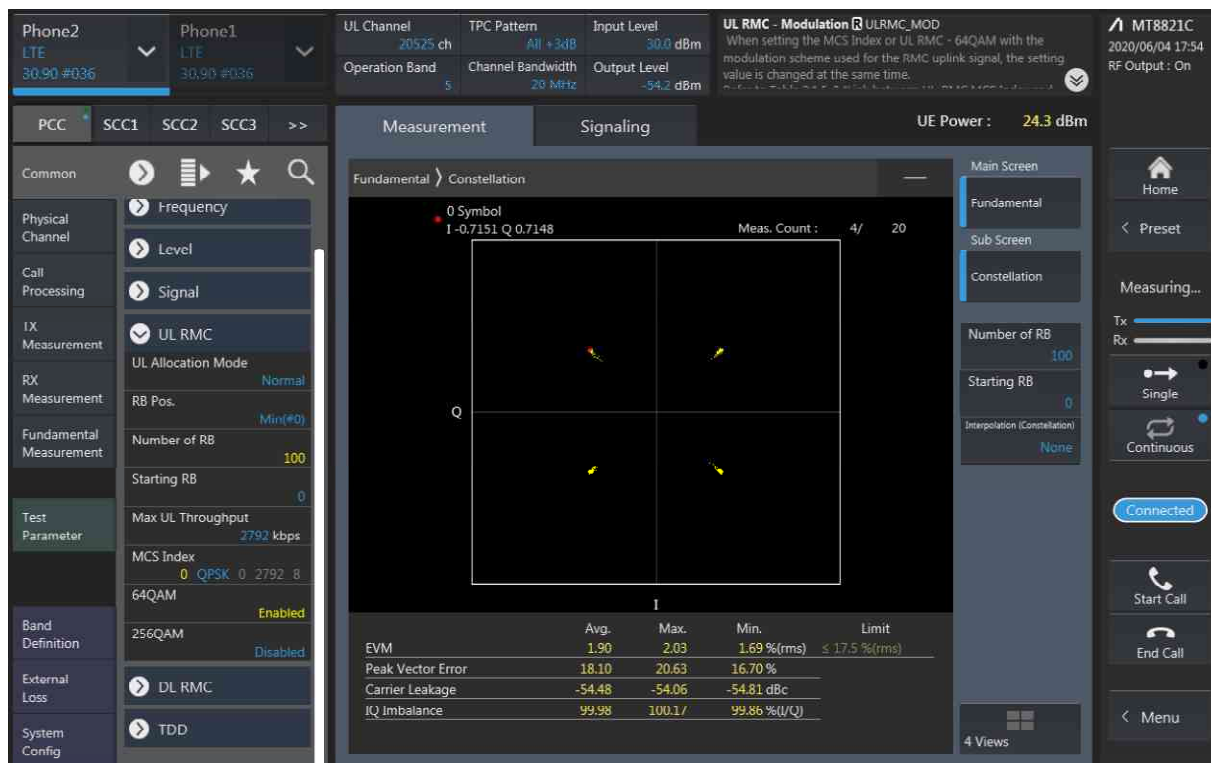 Phone2
LTE
30.90 #036
Phone1
LTE
30.90 #036
UL Channel
20525 ch
Operation Band
5
TPC Pattern
All +3dB
Channel Bandwidth
20 MHz
Input Level
30.0 dBm
Output Level
-54.2 dBm
UL RMC - Modulation R ULRMC_MOD
When setting the MCS Index or UL RMC - 64QAM with the
modulation scheme used for the RMC uplink signal, the setting
value is changed at the same time.
MT8821C
2020/06/04 17:54
RF Output : On
PCC SCC1 SCC2 SCC3 >>
Measurement
Signaling
UE Power : 24.3 dBm
Common
Physical
Channel
Call
Processing
TX
Measurement
RX
Measurement
Fundamental
Measurement
Test
Parameter
Band
Definition
External
Loss
System
Config
Frequency
Level
Signal
UL RMC
UL Allocation Mode
Normal
RB Pos.
Min(#0)
Number of RB
100
Starting RB
0
Max UL Throughput
2792 kbps
MCS Index
0 QPSK 0 2792 8
64QAM
Enabled
256QAM
Disabled
DL RMC
TDD
Fundamental
Constellation
0 Symbol
I -0.7151 Q 0.7148
Meas. Count : 4/ 20
Q
I
Avg. Max. Min. Limit
EVM 1.90 2.03 1.69 %(rms) ≤ 17.5 %(rms)
Peak Vector Error 18.10 20.63 16.70 %
Carrier Leakage -54.48 -54.06 -54.81 dBc
IQ Imbalance 99.98 100.17 99.86 %(I/Q)
Main Screen
Fundamental
Sub Screen
Constellation
Number of RB
100
Starting RB
0
Interpolation (Constellation)
None
4 Views
Home
< Preset
Measuring...
Tx
Rx
Single
Continuous
Connected
Start Call
End Call
< Menu